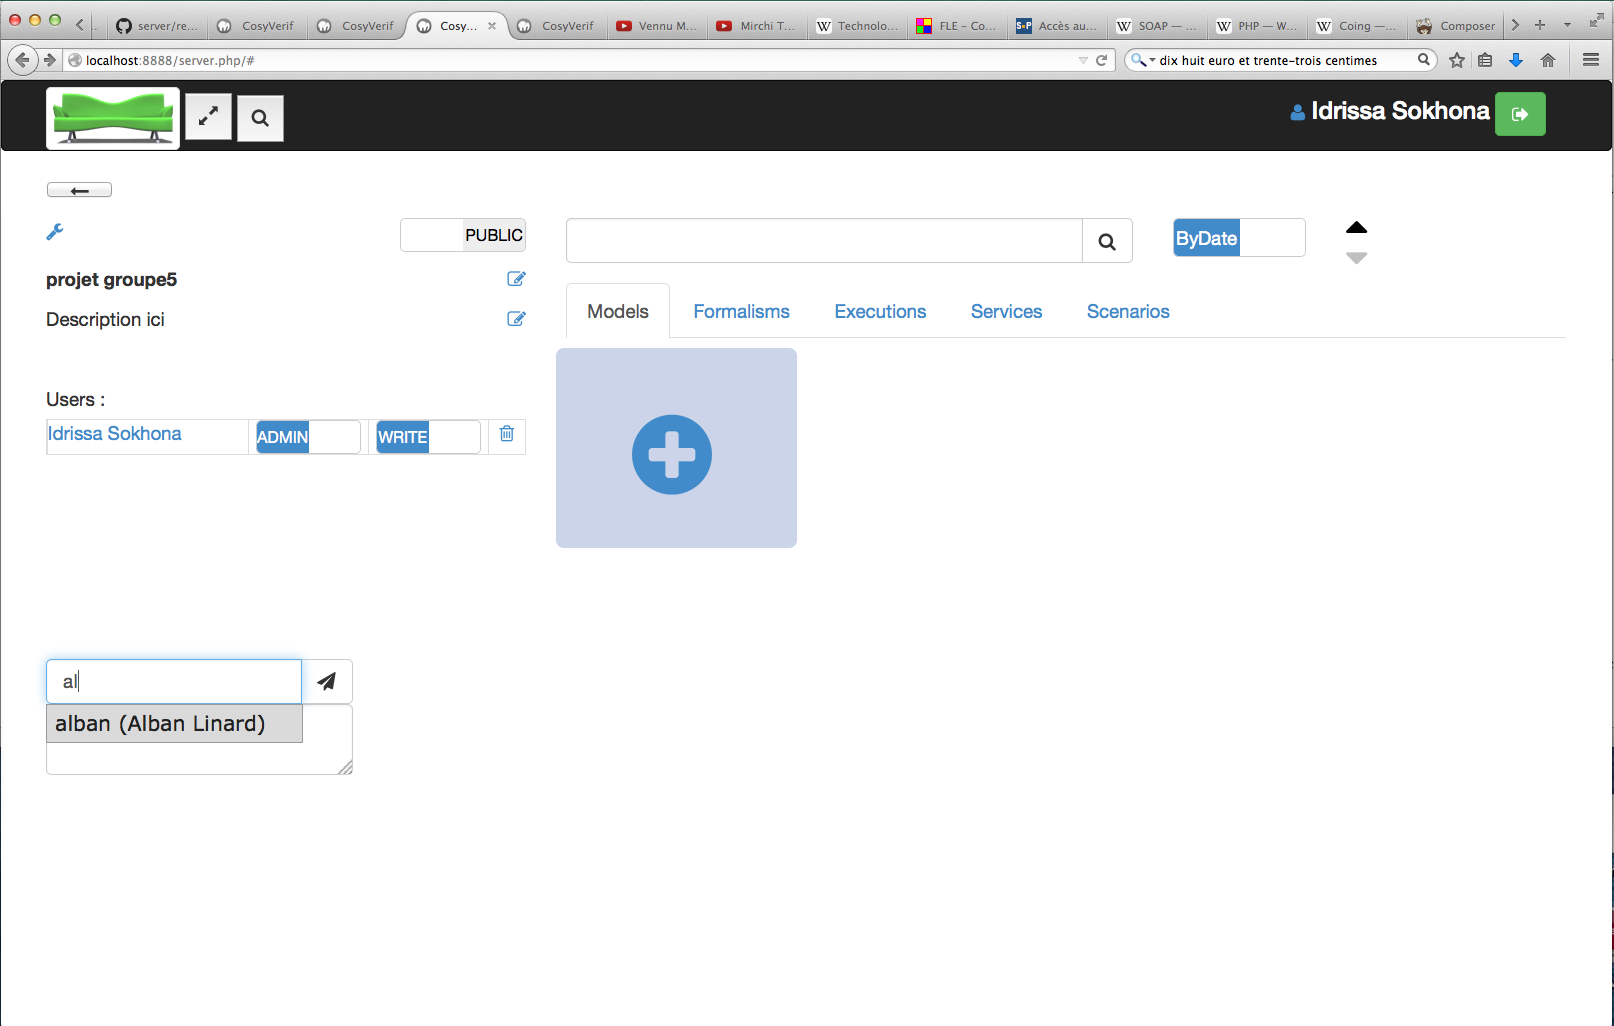 server/re...
CosyVerif
CosyVerif
Cosy...
CosyVerif
Vennu M...
Mirchi T...
Technolo...
FLE – Co...
Accès au...
SOAP — ...
PHP — W...
Coing —...
Composer
localhost:8888/server.php/#
dix huit euro et trente-trois centimes
Idrissa Sokhona
PUBLIC
ByDate
projet groupe5
Description ici
Models
Formalisms
Executions
Services
Scenarios
Users :
Idrissa Sokhona
ADMIN
WRITE
al
alban (Alban Linard)